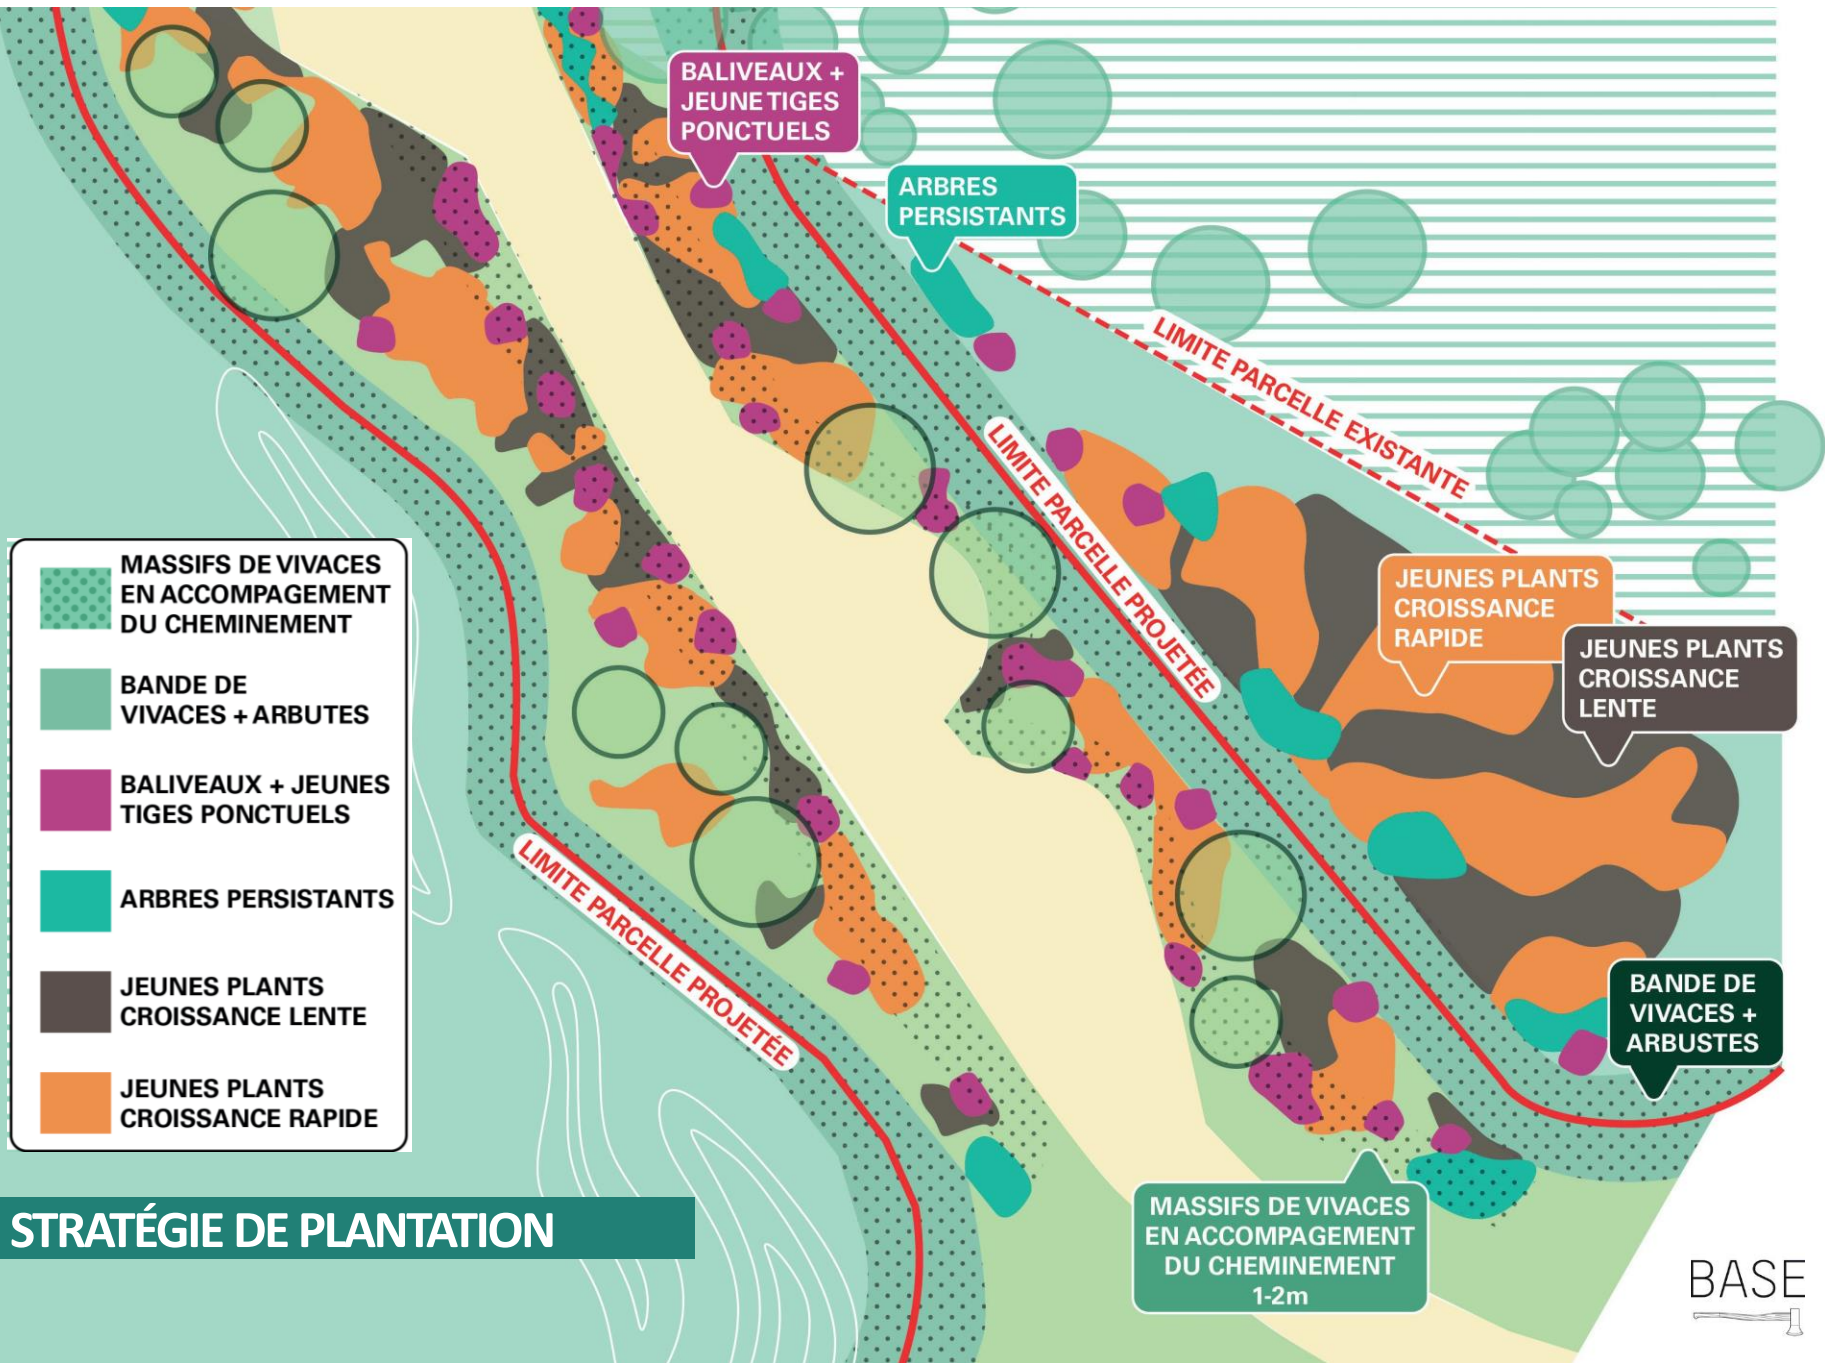 BALIVEAUX +
JEUNE TIGES
PONCTUELS
ARBRES
PERSISTANTS
LIMITE PARCELLE EXISTANTE
LIMITE PARCELLE PROJETÉE
JEUNES PLANTS
CROISSANCE
RAPIDE
JEUNES PLANTS
CROISSANCE
LENTE
MASSIFS DE VIVACES
EN ACCOMPAGEMENT
DU CHEMINEMENT
BANDE DE
VIVACES + ARBUTES
BALIVEAUX + JEUNES
TIGES PONCTUELS
ARBRES PERSISTANTS
JEUNES PLANTS
CROISSANCE LENTE
JEUNES PLANTS
CROISSANCE RAPIDE
LIMITE PARCELLE PROJETÉE
BANDE DE
VIVACES +
ARBUSTES
MASSIFS DE VIVACES
EN ACCOMPAGEMENT
DU CHEMINEMENT
1-2m
STRATÉGIE DE PLANTATION
BASE